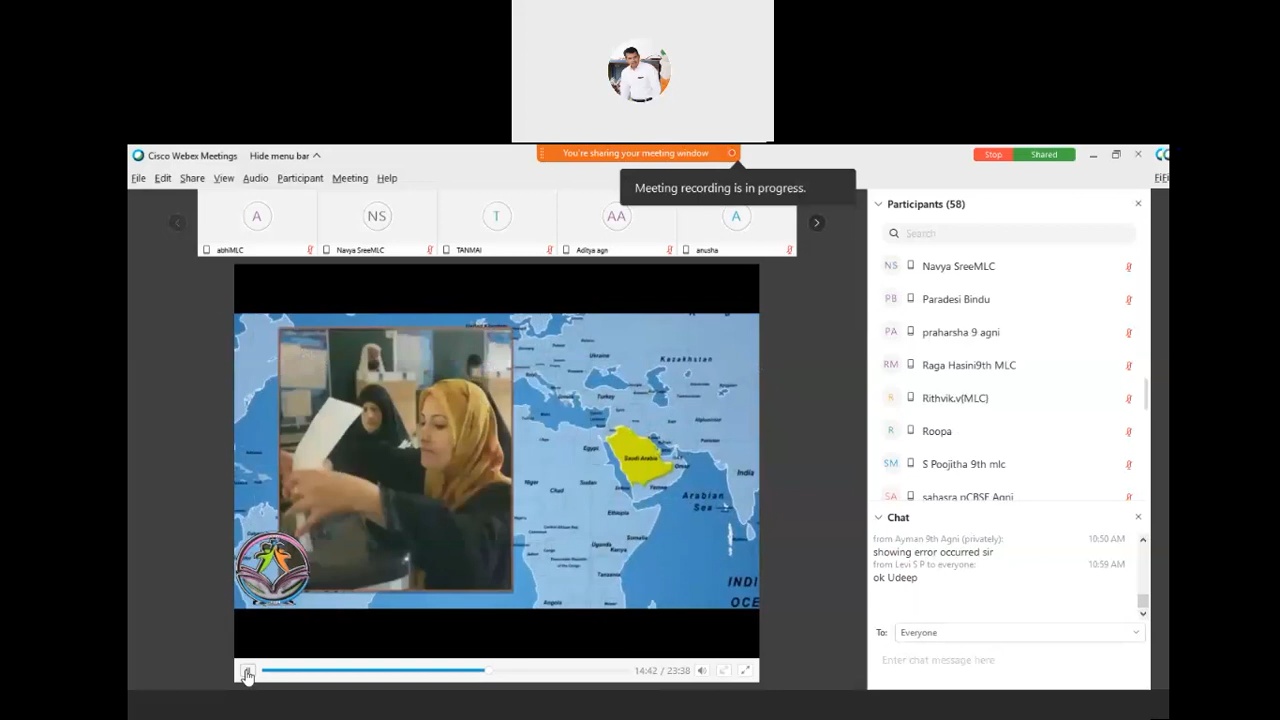 You're sharing your meeting window
Cisco Webex Meetings Hide menu bar
Stop Shared
File Edit Share View Audio Participant Meeting Help
Meeting recording is in progress.
A NS T AA A
abhiMLC Navya SreeMLC TANMAI Aditya agn anusha
Participants (58)
Search
NS Navya SreeMLC
PB Paradesi Bindu
PA praharsha 9 agni
RM Raga Hasini9th MLC
R Rithvik.v(MLC)
R Roopa
SM S Poojitha 9th mlc
SA sahasra pCBSE Agni
Kazakhstan
Ukraine
Turkey
Egypt
Saudi Arabia
Oman
India
Niger
Chad
Sudan
Yemen
Arabian
Sea
Ethiopia
Somalia
Uganda
Kenya
Tanzania
Angola
INDI
OCE
14:42 / 23:38
Chat
from Ayman 9th Agni (privately): 10:50 AM
showing error occurred sir
from Levi S P to everyone: 10:59 AM
ok Udeep
To: Everyone
Enter chat message here